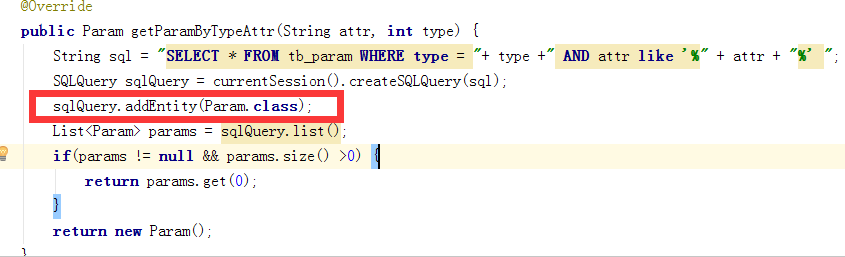 @Override
public Param getParamByTypeAttr(String attr, int type) {
String sql = "SELECT * FROM tb_param WHERE type = "+ type +" AND attr like '%" + attr + "%' ";
SQLQuery sqlQuery = currentSession().createSQLQuery(sql);
sqlQuery.addEntity(Param.class);
List<Param> params = sqlQuery.list();
if(params != null && params.size() >0) {
return params.get(0);
}
return new Param();
}